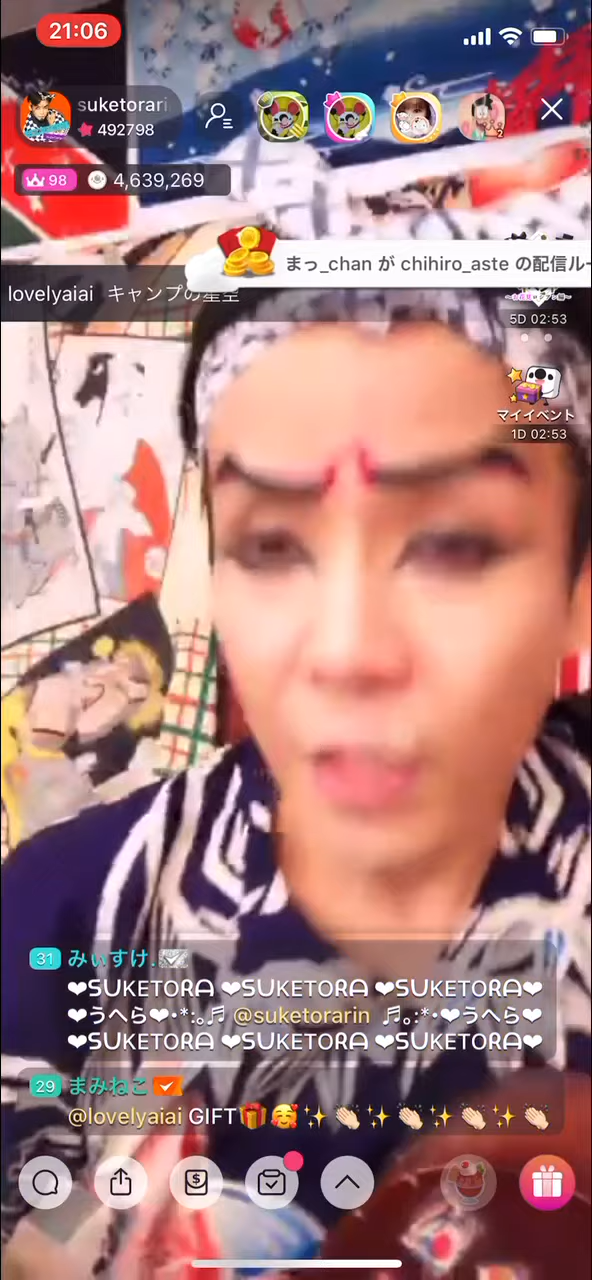 21:06
suketorari
492798
2
98
4,639,269
まっ_chan が chihiro_aste の配信ルー
lovelyaiai キャンプの星空
5D 02:53
マイイベント
1D 02:53
31 みぃすけ.
❤SUKETORA ❤SUKETORA ❤SUKETORA❤
❤うへら❤･*:｡♬ @suketorarin ♬｡:*･❤うへら❤
❤SUKETORA ❤SUKETORA ❤SUKETORA❤
29 まみねこ
@lovelyaiai GIFT🎁🥰✨👏🏻✨👏🏻✨👏🏻✨👏🏻